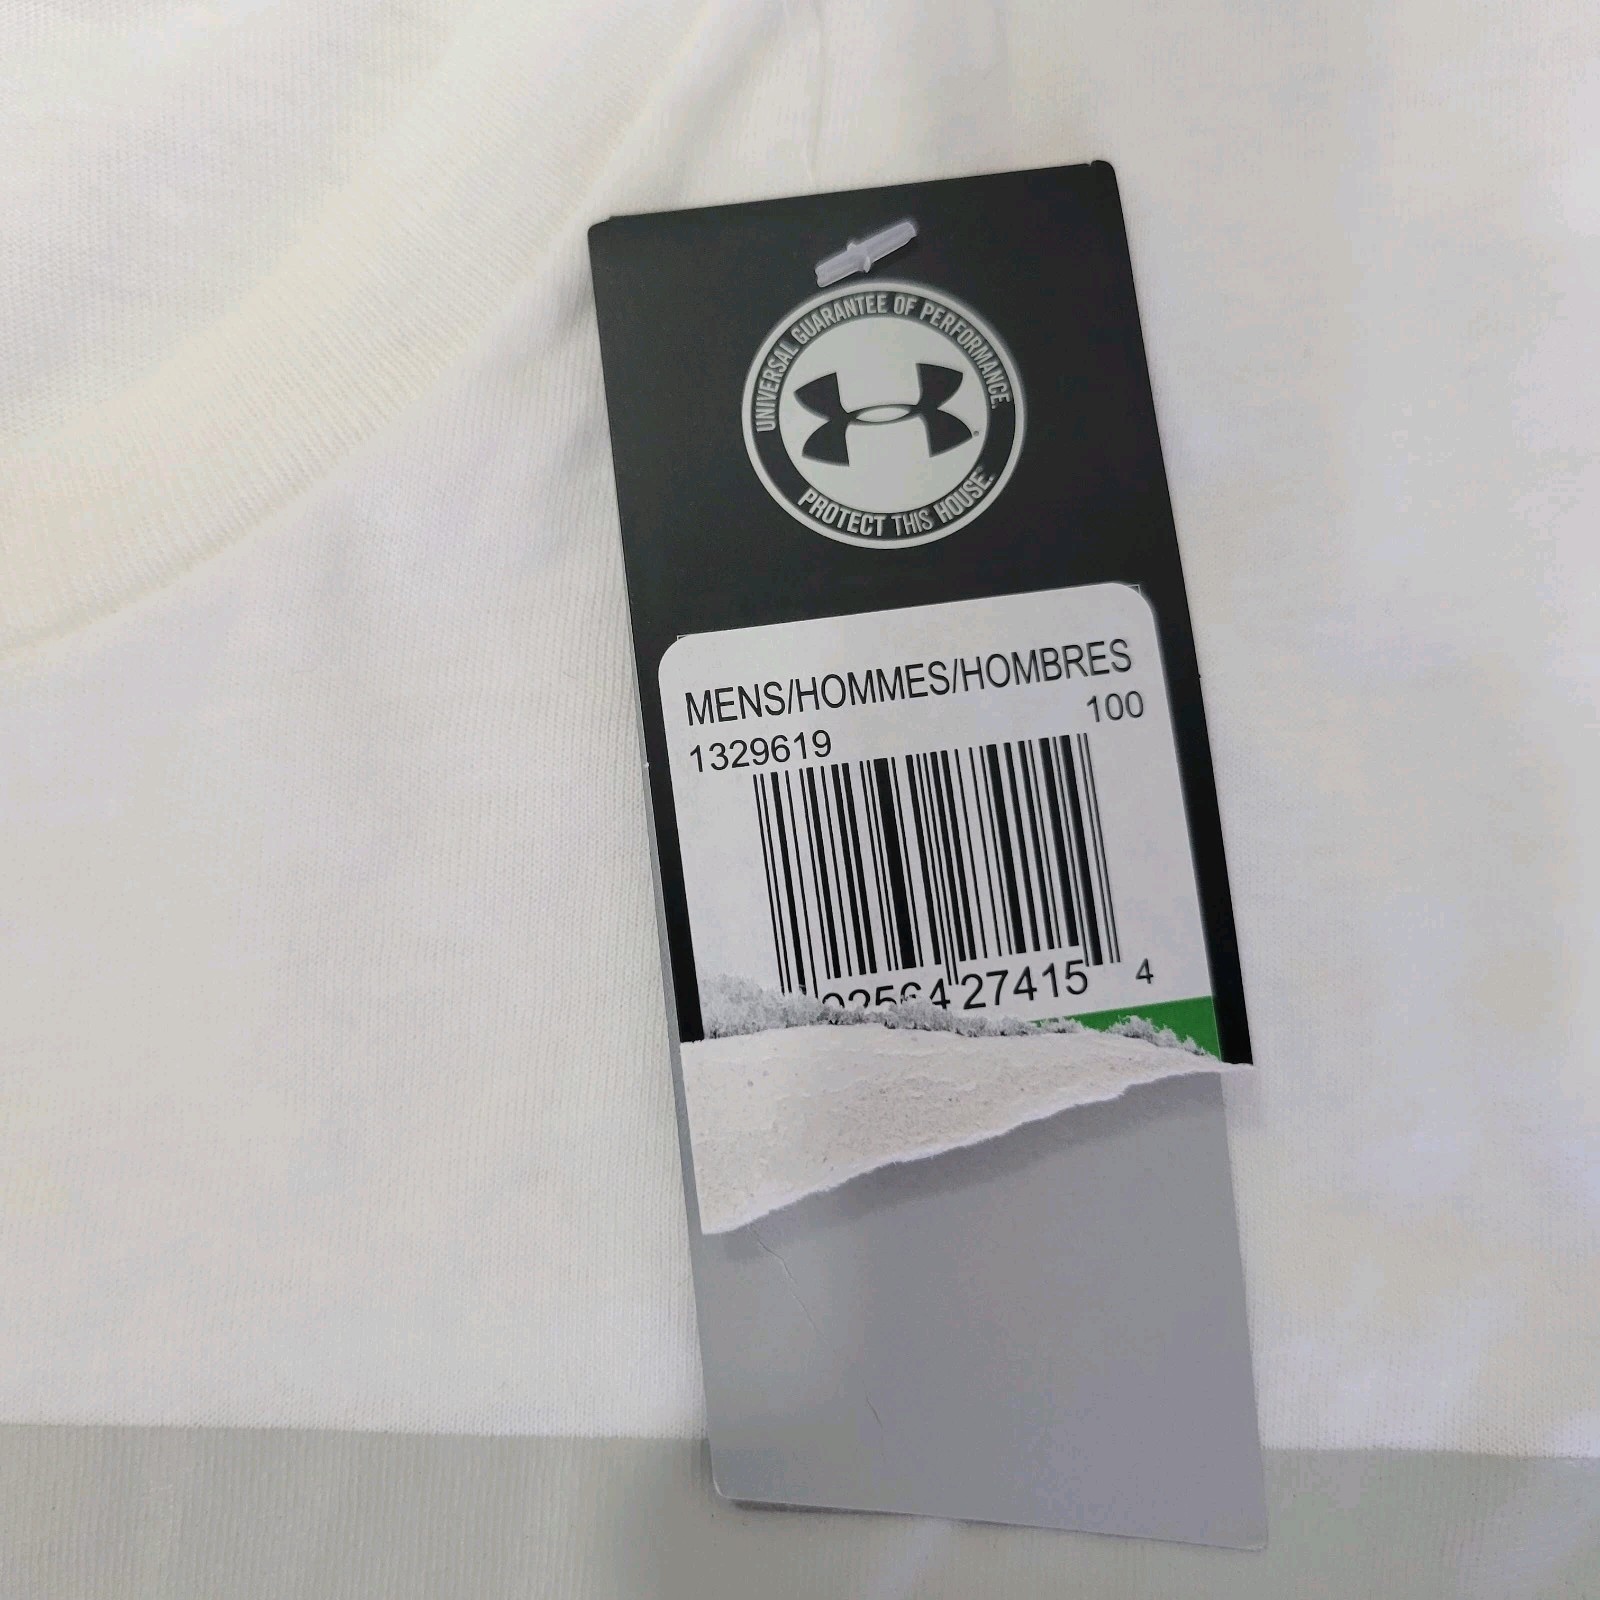 UNIVERSAL GUARANTEE OF PERFORMANCE.
PROTECT THIS HOUSE.
MENS/HOMMES/HOMBRES
1329619 100
27415 4